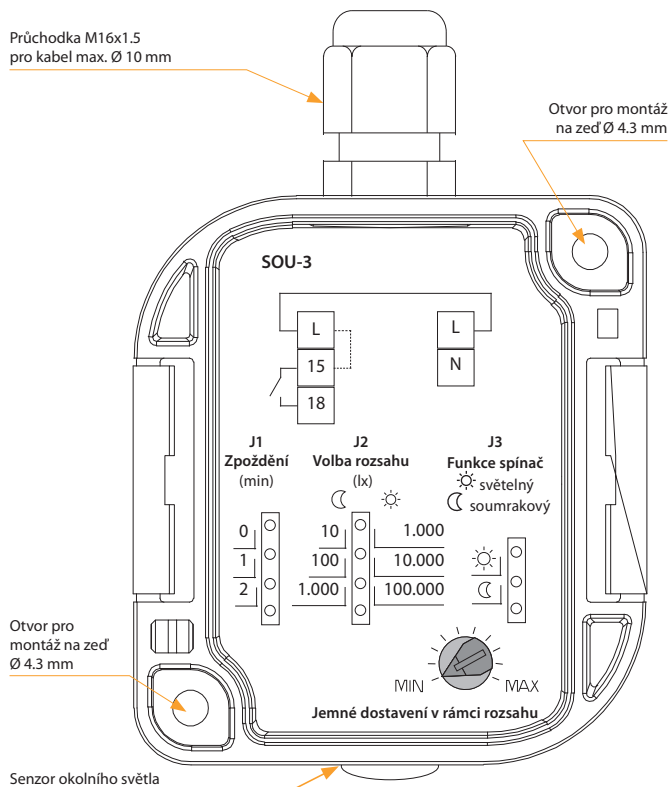 Průchodka M16x1.5
pro kabel max. Ø 10 mm
Otvor pro montáž
na zeď Ø 4.3 mm
SOU-3
L
15
18
L
N
J1
Zpoždění
(min)
J2
Volba rozsahu
(lx)
J3
Funkce spínač
světelný
soumrakový
0
1
2
10 1.000
100 10.000
1.000 100.000
MIN MAX
Jemné dostavení v rámci rozsahu
Otvor pro
montáž na zeď
Ø 4.3 mm
Senzor okolního světla